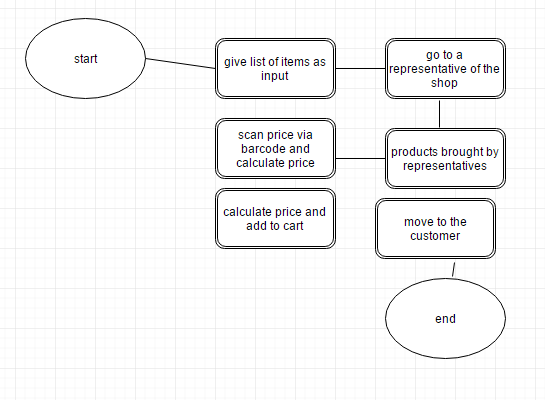 start
give list of items as
input
go to a
representative of the
shop
scan price via
barcode and
calculate price
products brought by
representatives
calculate price and
add to cart
move to the
customer
end